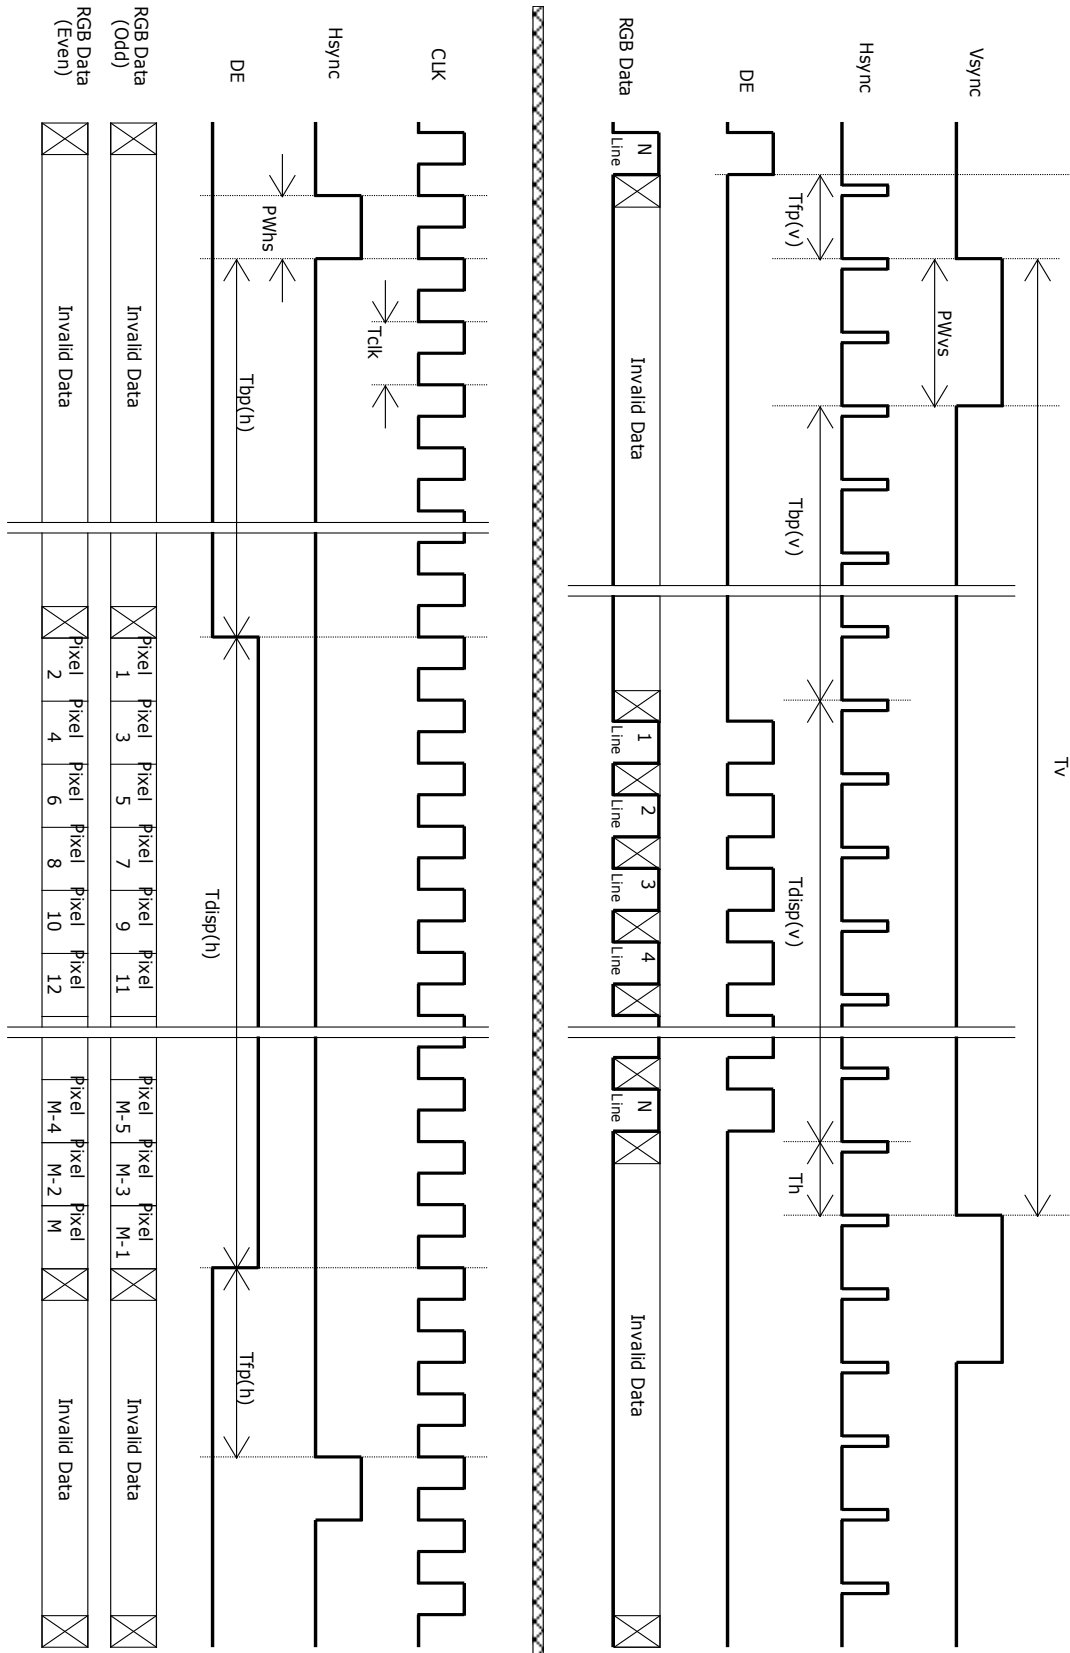 Tv
Vsync
PWvs
Hsync
Tfp(v)
Tbp(v)
Tdisp(v)
Th
DE
RGB Data
N
Line
Invalid Data
1
Line
2
Line
3
Line
4
Line
N
Line
Invalid Data
CLK
Tclk
Hsync
PWhs
DE
Tbp(h)
Tdisp(h)
Tfp(h)
RGB Data
(Odd)
Invalid Data
Pixel
1
Pixel
3
Pixel
5
Pixel
7
Pixel
9
Pixel
11
Pixel
M-5
Pixel
M-3
Pixel
M-1
Invalid Data
RGB Data
(Even)
Invalid Data
Pixel
2
Pixel
4
Pixel
6
Pixel
8
Pixel
10
Pixel
12
Pixel
M-4
Pixel
M-2
Pixel
M
Invalid Data